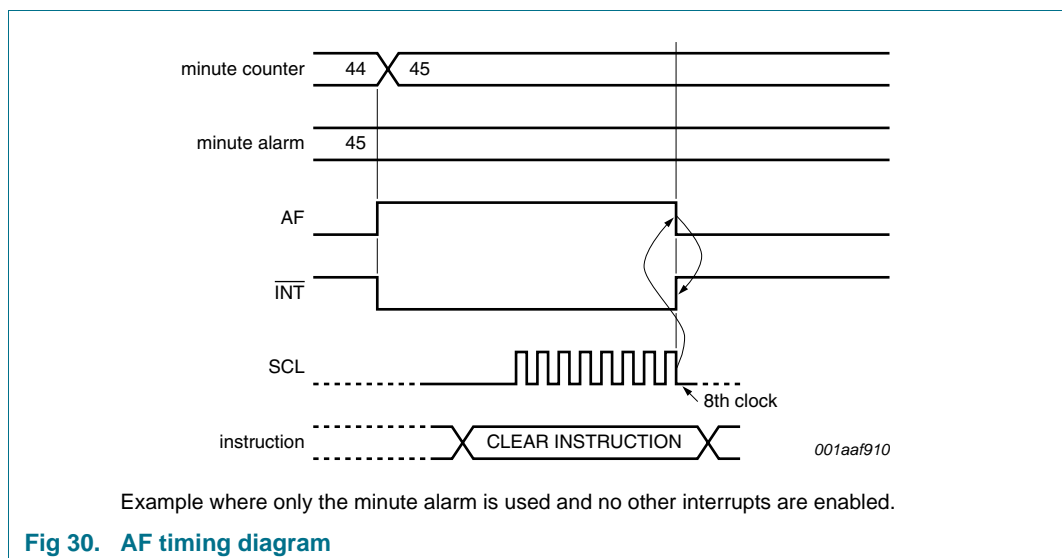 minute counter 44 45
minute alarm 45
AF
INT
SCL
8th clock
instruction CLEAR INSTRUCTION 001aaf910
Example where only the minute alarm is used and no other interrupts are enabled.
Fig 30. AF timing diagram